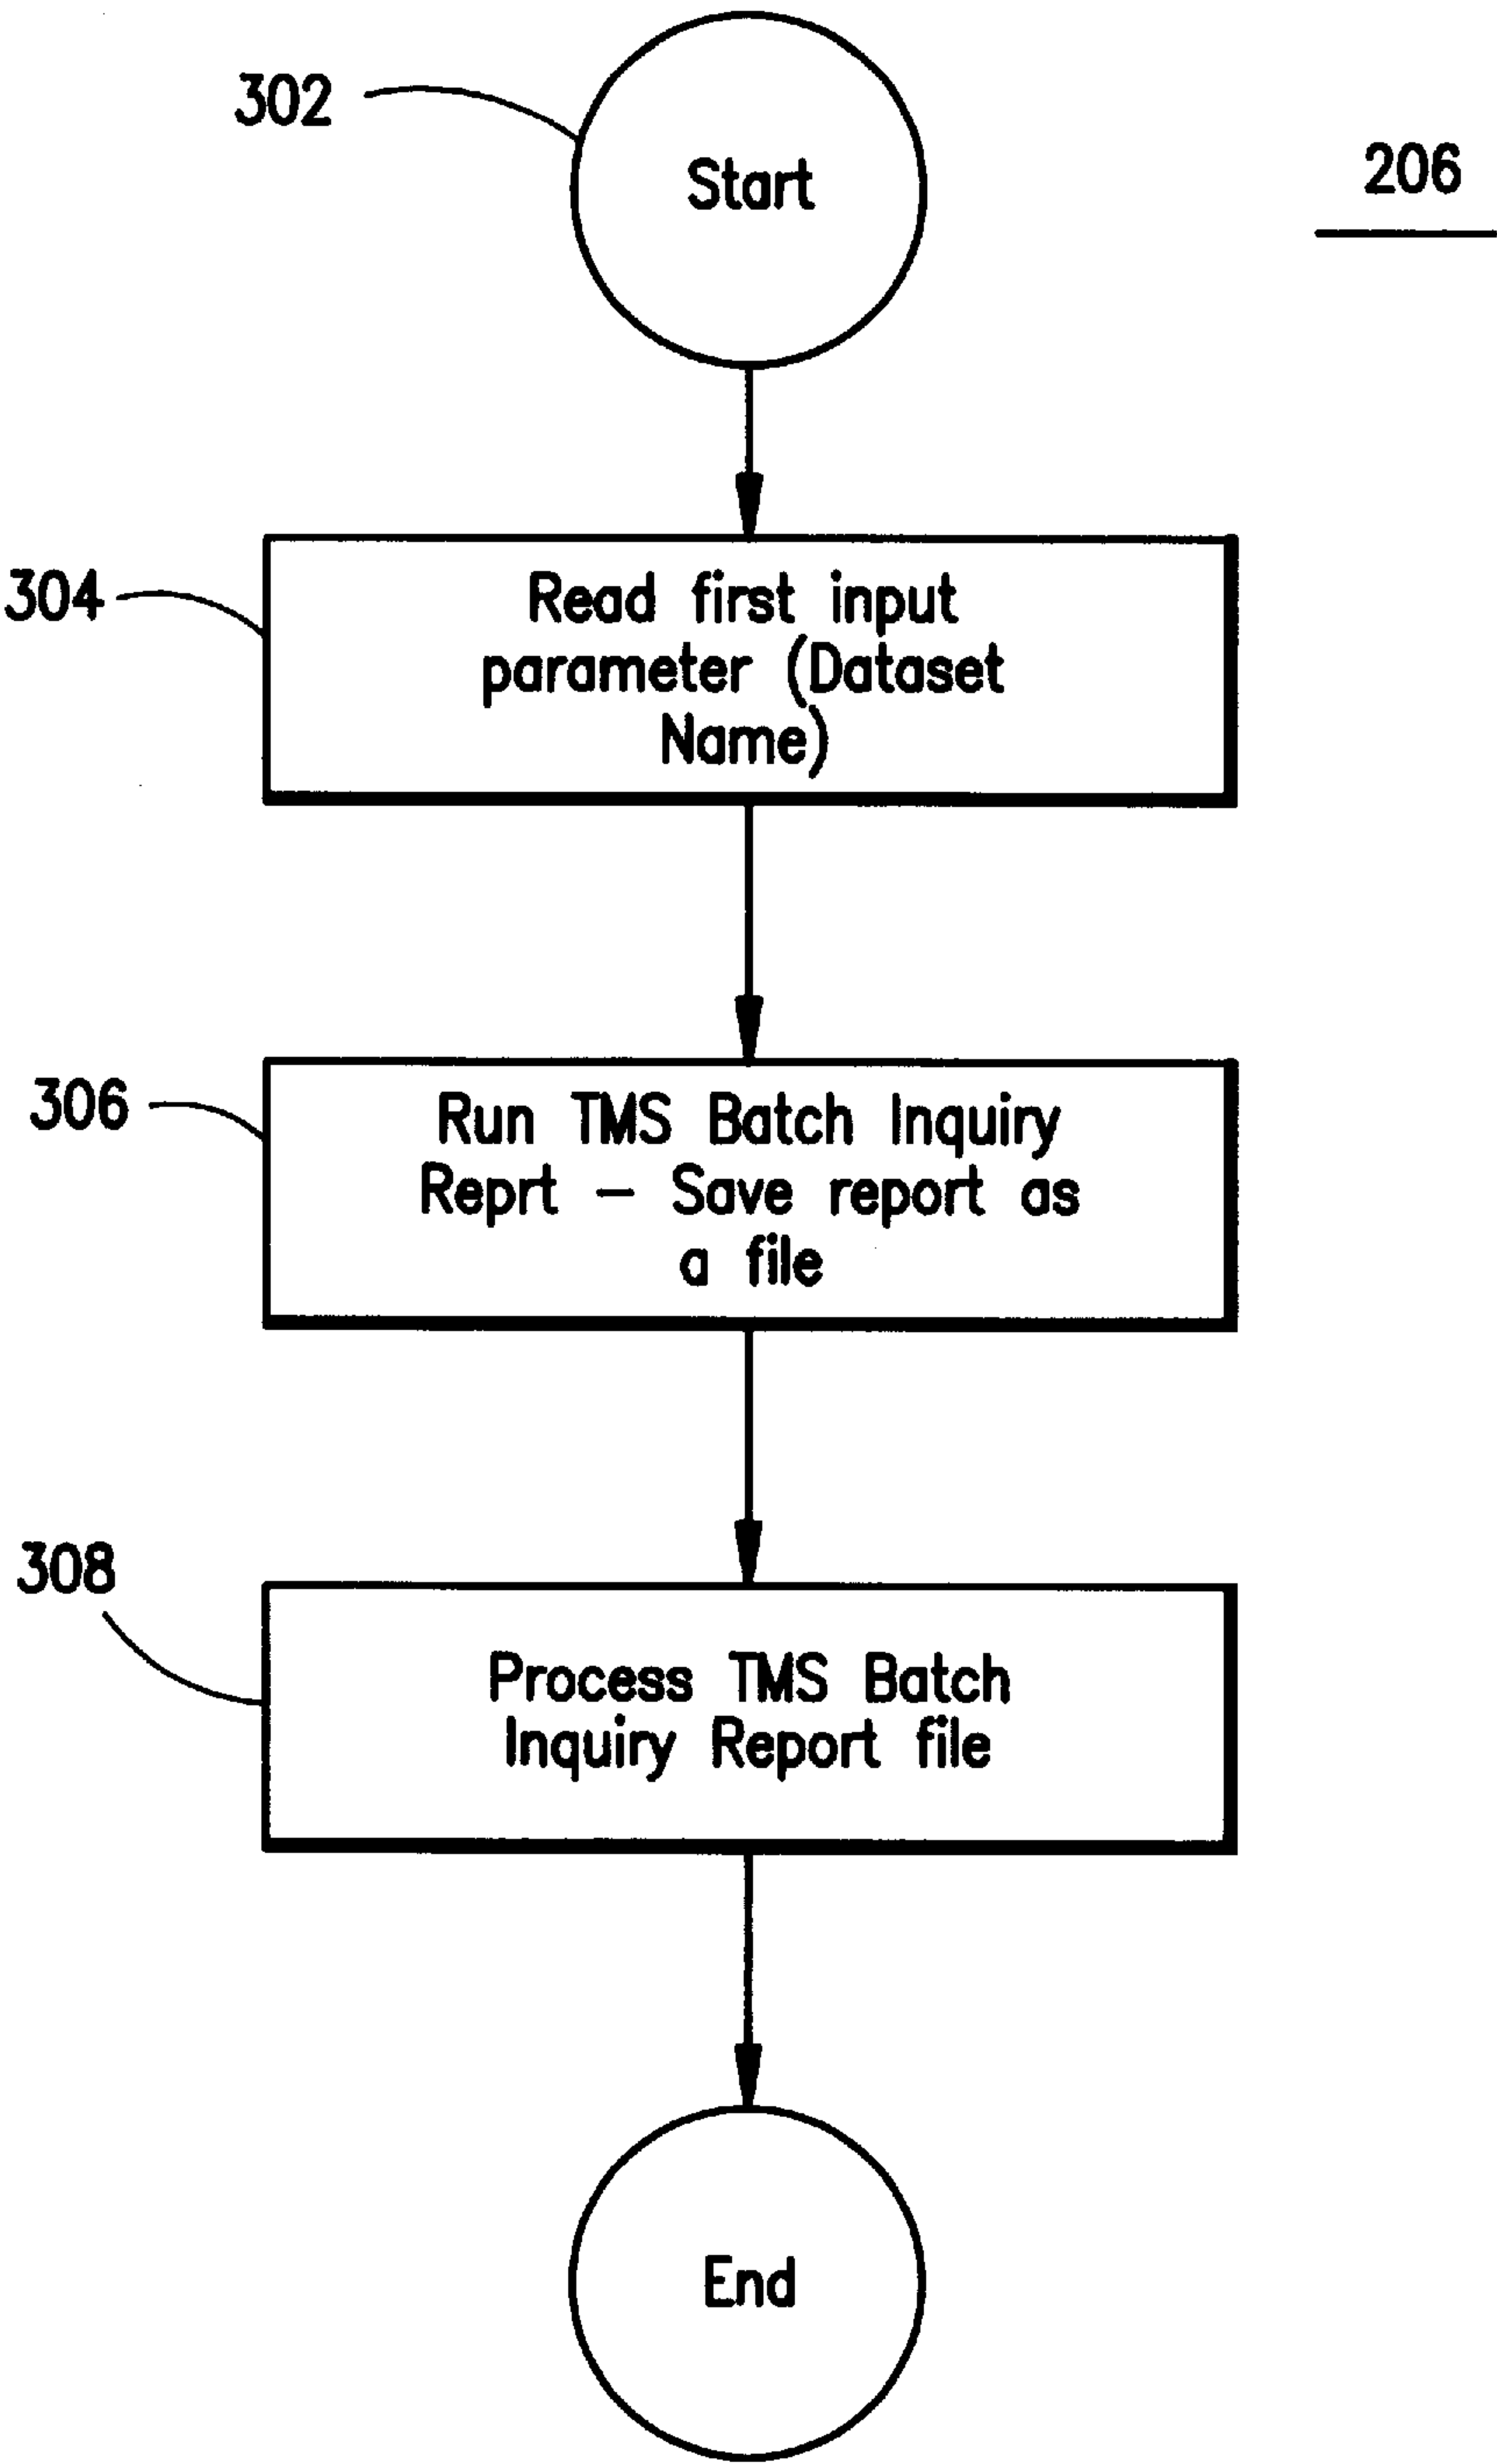 302
Start
206
304
Read first input
parameter (Dataset
Name)
306
Run TMS Batch Inquiry
Reprt – Save report as
a file
308
Process TMS Batch
Inquiry Report file
End